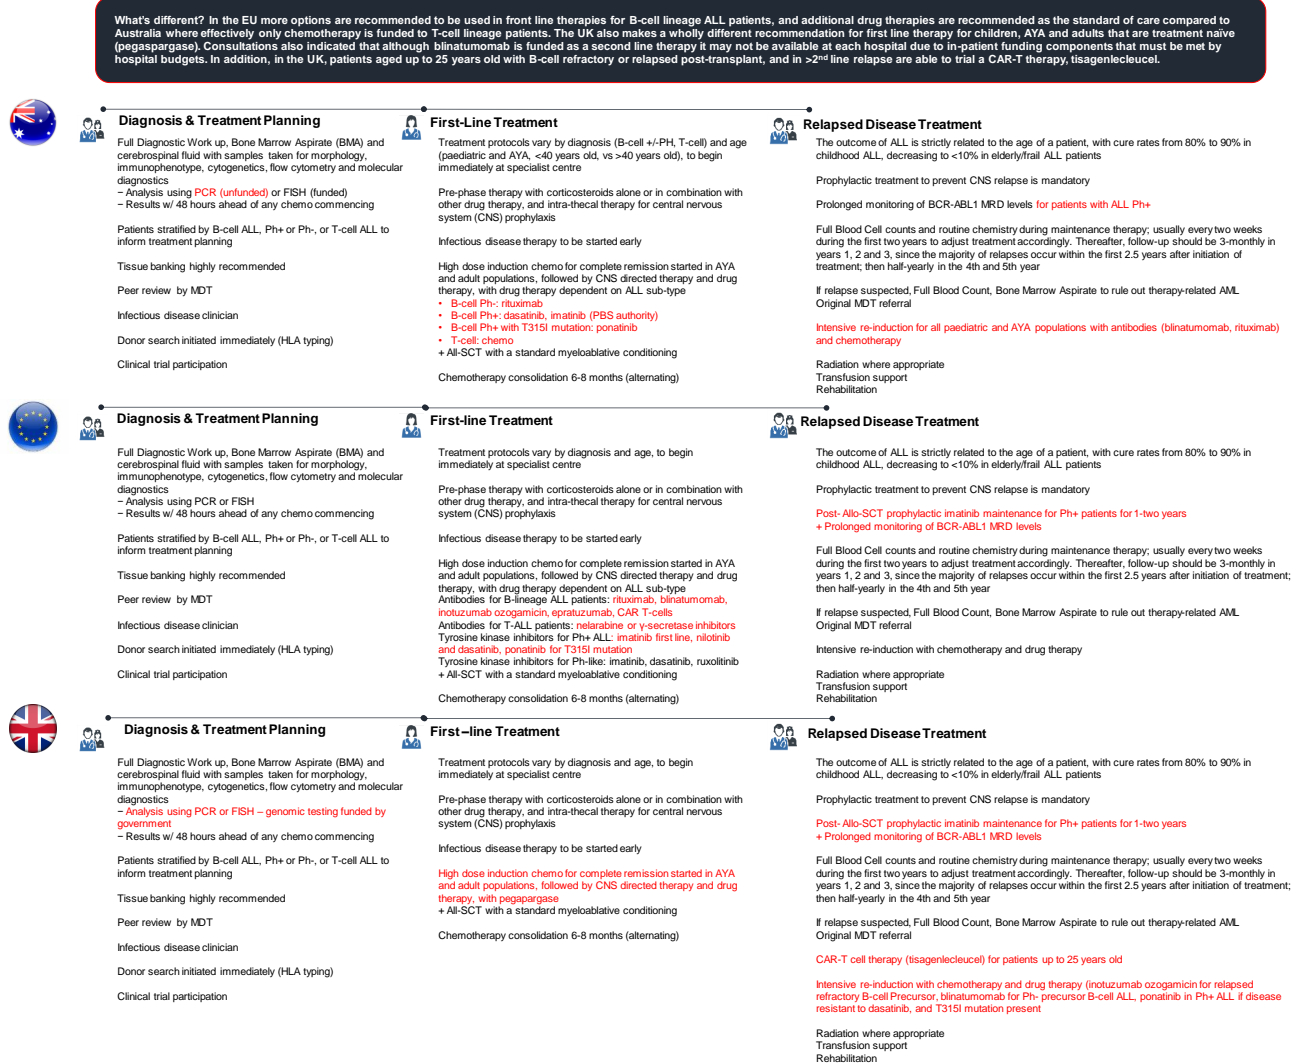 What's different? In the EU more options are recommended to be used in front line therapies for B-cell lineage ALL patients, and additional drug therapies are recommended as the standard of care compared to
Australia where effectively only chemotherapy is funded to T-cell lineage patients. The UK also makes a wholly different recommendation for first line therapy for children, AYA and adults that are treatment naïve
(pegaspargase). Consultations also indicated that although blinatumomab is funded as a second line therapy it may not be available at each hospital due to in-patient funding components that must be met by
hospital budgets. In addition, in the UK, patients aged up to 25 years old with B-cell refractory or relapsed post-transplant, and in >2nd line relapse are able to trial a CAR-T therapy, tisagenlecleucel.
Diagnosis & Treatment Planning
Full Diagnostic Work up, Bone Marrow Aspirate (BMA) and
cerebrospinal fluid with samples taken for morphology,
immunophenotype, cytogenetics, flow cytometry and molecular
diagnostics
− Analysis using PCR (unfunded) or FISH (funded)
− Results w/ 48 hours ahead of any chemo commencing
Patients stratified by B-cell ALL, Ph+ or Ph-, or T-cell ALL to
inform treatment planning
Tissue banking highly recommended
Peer review by MDT
Infectious disease clinician
Donor search initiated immediately (HLA typing)
Clinical trial participation
First-Line Treatment
Treatment protocols vary by diagnosis (B-cell +/-PH, T-cell) and age
(paediatric and AYA, <40 years old, vs >40 years old), to begin
immediately at specialist centre
Pre-phase therapy with corticosteroids alone or in combination with
other drug therapy, and intra-thecal therapy for central nervous
system (CNS) prophylaxis
Infectious disease therapy to be started early
High dose induction chemo for complete remission started in AYA
and adult populations, followed by CNS directed therapy and drug
therapy, with drug therapy dependent on ALL sub-type
• B-cell Ph-: rituximab
• B-cell Ph+: dasatinib, imatinib (PBS authority)
• B-cell Ph+ with T315I mutation: ponatinib
• T-cell: chemo
+ All-SCT with a standard myeloablative conditioning
Chemotherapy consolidation 6-8 months (alternating)
Relapsed Disease Treatment
The outcome of ALL is strictly related to the age of a patient, with cure rates from 80% to 90% in
childhood ALL, decreasing to <10% in elderly/frail ALL patients
Prophylactic treatment to prevent CNS relapse is mandatory
Prolonged monitoring of BCR-ABL1 MRD levels for patients with ALL Ph+
Full Blood Cell counts and routine chemistry during maintenance therapy; usually every two weeks
during the first two years to adjust treatment accordingly. Thereafter, follow-up should be 3-monthly in
years 1, 2 and 3, since the majority of relapses occur within the first 2.5 years after initiation of
treatment; then half-yearly in the 4th and 5th year
If relapse suspected, Full Blood Count, Bone Marrow Aspirate to rule out therapy-related AML
Original MDT referral
Intensive re-induction for all paediatric and AYA populations with antibodies (blinatumomab, rituximab)
and chemotherapy
Radiation where appropriate
Transfusion support
Rehabilitation
Diagnosis & Treatment Planning
Full Diagnostic Work up, Bone Marrow Aspirate (BMA) and
cerebrospinal fluid with samples taken for morphology,
immunophenotype, cytogenetics, flow cytometry and molecular
diagnostics
− Analysis using PCR or FISH
− Results w/ 48 hours ahead of any chemo commencing
Patients stratified by B-cell ALL, Ph+ or Ph-, or T-cell ALL to
inform treatment planning
Tissue banking highly recommended
Peer review by MDT
Infectious disease clinician
Donor search initiated immediately (HLA typing)
Clinical trial participation
First-line Treatment
Treatment protocols vary by diagnosis and age, to begin
immediately at specialist centre
Pre-phase therapy with corticosteroids alone or in combination with
other drug therapy, and intra-thecal therapy for central nervous
system (CNS) prophylaxis
Infectious disease therapy to be started early
High dose induction chemo for complete remission started in AYA
and adult populations, followed by CNS directed therapy and drug
therapy, with drug therapy dependent on ALL sub-type
Antibodies for B-lineage ALL patients: rituximab, blinatumomab,
inotuzumab ozogamicin, epratuzumab, CAR T-cells
Antibodies for T-ALL patients: nelarabine or γ-secretase inhibitors
Tyrosine kinase inhibitors for Ph+ ALL: imatinib first line, nilotinib
and dasatinib, ponatinib for T315I mutation
Tyrosine kinase inhibitors for Ph-like: imatinib, dasatinib, ruxolitinib
+ All-SCT with a standard myeloablative conditioning
Chemotherapy consolidation 6-8 months (alternating)
Relapsed Disease Treatment
The outcome of ALL is strictly related to the age of a patient, with cure rates from 80% to 90% in
childhood ALL, decreasing to <10% in elderly/frail ALL patients
Prophylactic treatment to prevent CNS relapse is mandatory
Post- Allo-SCT prophylactic imatinib maintenance for Ph+ patients for 1-two years
+ Prolonged monitoring of BCR-ABL1 MRD levels
Full Blood Cell counts and routine chemistry during maintenance therapy; usually every two weeks
during the first two years to adjust treatment accordingly. Thereafter, follow-up should be 3-monthly in
years 1, 2 and 3, since the majority of relapses occur within the first 2.5 years after initiation of treatment;
then half-yearly in the 4th and 5th year
If relapse suspected, Full Blood Count, Bone Marrow Aspirate to rule out therapy-related AML
Original MDT referral
Intensive re-induction with chemotherapy and drug therapy
Radiation where appropriate
Transfusion support
Rehabilitation
Diagnosis & Treatment Planning
Full Diagnostic Work up, Bone Marrow Aspirate (BMA) and
cerebrospinal fluid with samples taken for morphology,
immunophenotype, cytogenetics, flow cytometry and molecular
diagnostics
− Analysis using PCR or FISH – genomic testing funded by
government
− Results w/ 48 hours ahead of any chemo commencing
Patients stratified by B-cell ALL, Ph+ or Ph-, or T-cell ALL to
inform treatment planning
Tissue banking highly recommended
Peer review by MDT
Infectious disease clinician
Donor search initiated immediately (HLA typing)
Clinical trial participation
First–line Treatment
Treatment protocols vary by diagnosis and age, to begin
immediately at specialist centre
Pre-phase therapy with corticosteroids alone or in combination with
other drug therapy, and intra-thecal therapy for central nervous
system (CNS) prophylaxis
Infectious disease therapy to be started early
High dose induction chemo for complete remission started in AYA
and adult populations, followed by CNS directed therapy and drug
therapy, with pegapargase
+ All-SCT with a standard myeloablative conditioning
Chemotherapy consolidation 6-8 months (alternating)
Relapsed Disease Treatment
The outcome of ALL is strictly related to the age of a patient, with cure rates from 80% to 90% in
childhood ALL, decreasing to <10% in elderly/frail ALL patients
Prophylactic treatment to prevent CNS relapse is mandatory
Post- Allo-SCT prophylactic imatinib maintenance for Ph+ patients for 1-two years
+ Prolonged monitoring of BCR-ABL1 MRD levels
Full Blood Cell counts and routine chemistry during maintenance therapy; usually every two weeks
during the first two years to adjust treatment accordingly. Thereafter, follow-up should be 3-monthly in
years 1, 2 and 3, since the majority of relapses occur within the first 2.5 years after initiation of treatment;
then half-yearly in the 4th and 5th year
If relapse suspected, Full Blood Count, Bone Marrow Aspirate to rule out therapy-related AML
Original MDT referral
CAR-T cell therapy (tisagenlecleucel) for patients up to 25 years old
Intensive re-induction with chemotherapy and drug therapy (inotuzumab ozogamicin for relapsed
refractory B-cell Precursor, blinatumomab for Ph- precursor B-cell ALL, ponatinib in Ph+ ALL if disease
resistant to dasatinib, and T315I mutation present
Radiation where appropriate
Transfusion support
Rehabilitation